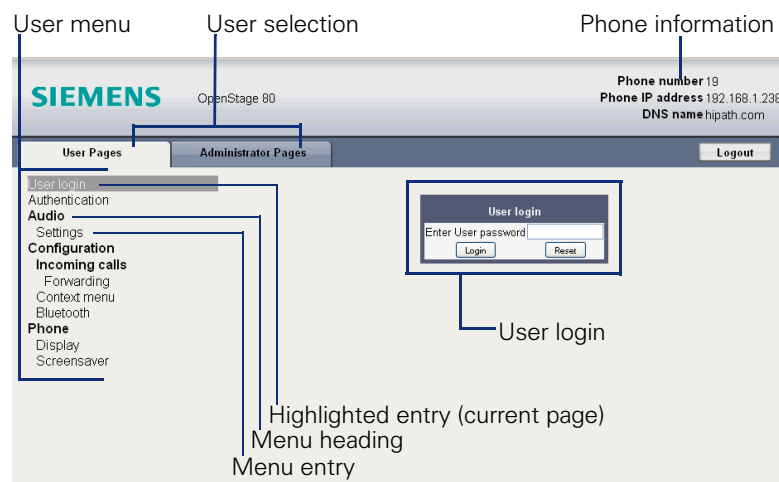 User menu
User selection
Phone information
SIEMENS
OpenStage 80
Phone number 19
Phone IP address 192.168.1.238
DNS name hipath.com
User Pages
Administrator Pages
Logout
User login
Authentication
Audio
Settings
Configuration
Incoming calls
Forwarding
Context menu
Bluetooth
Phone
Display
Screensaver
User login
Enter User password
Login
Reset
User login
Highlighted entry (current page)
Menu heading
Menu entry